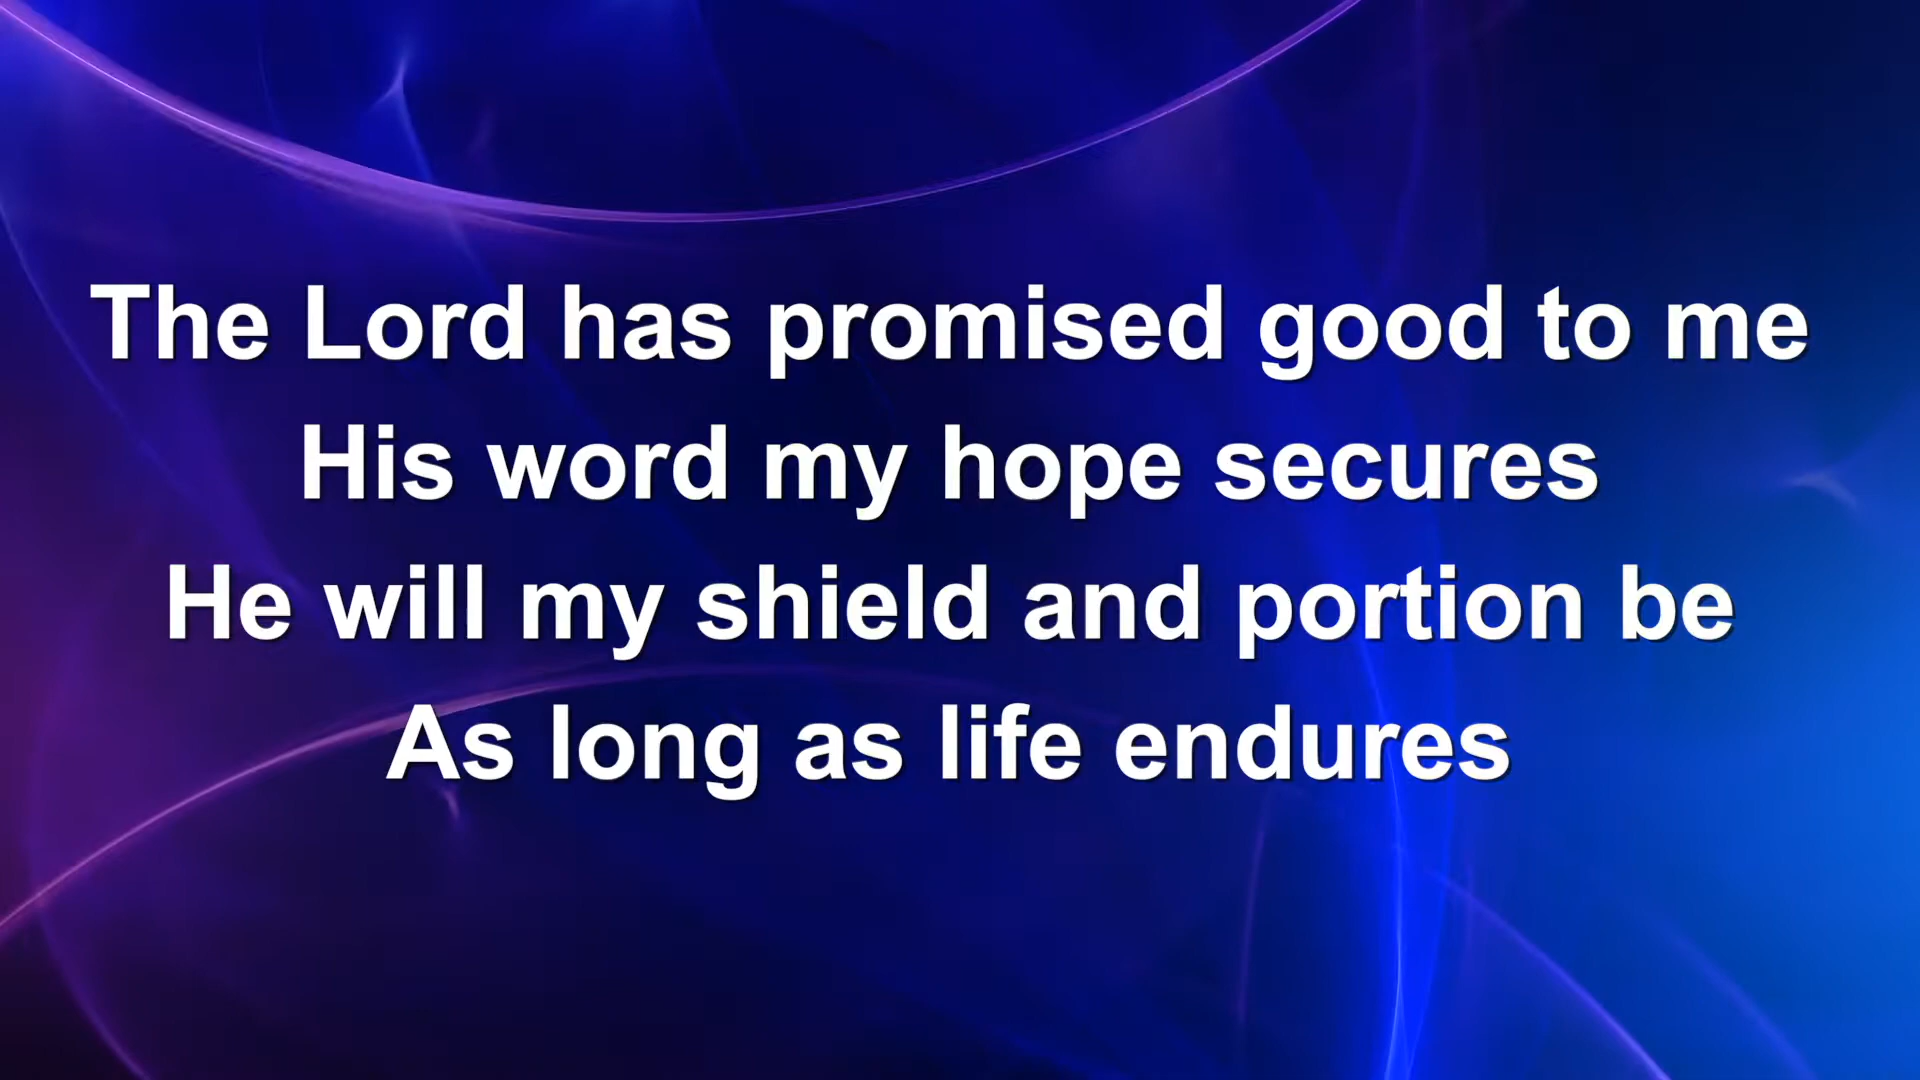 The Lord has promised good to me
His word my hope secures
He will my shield and portion be
As long as life endures